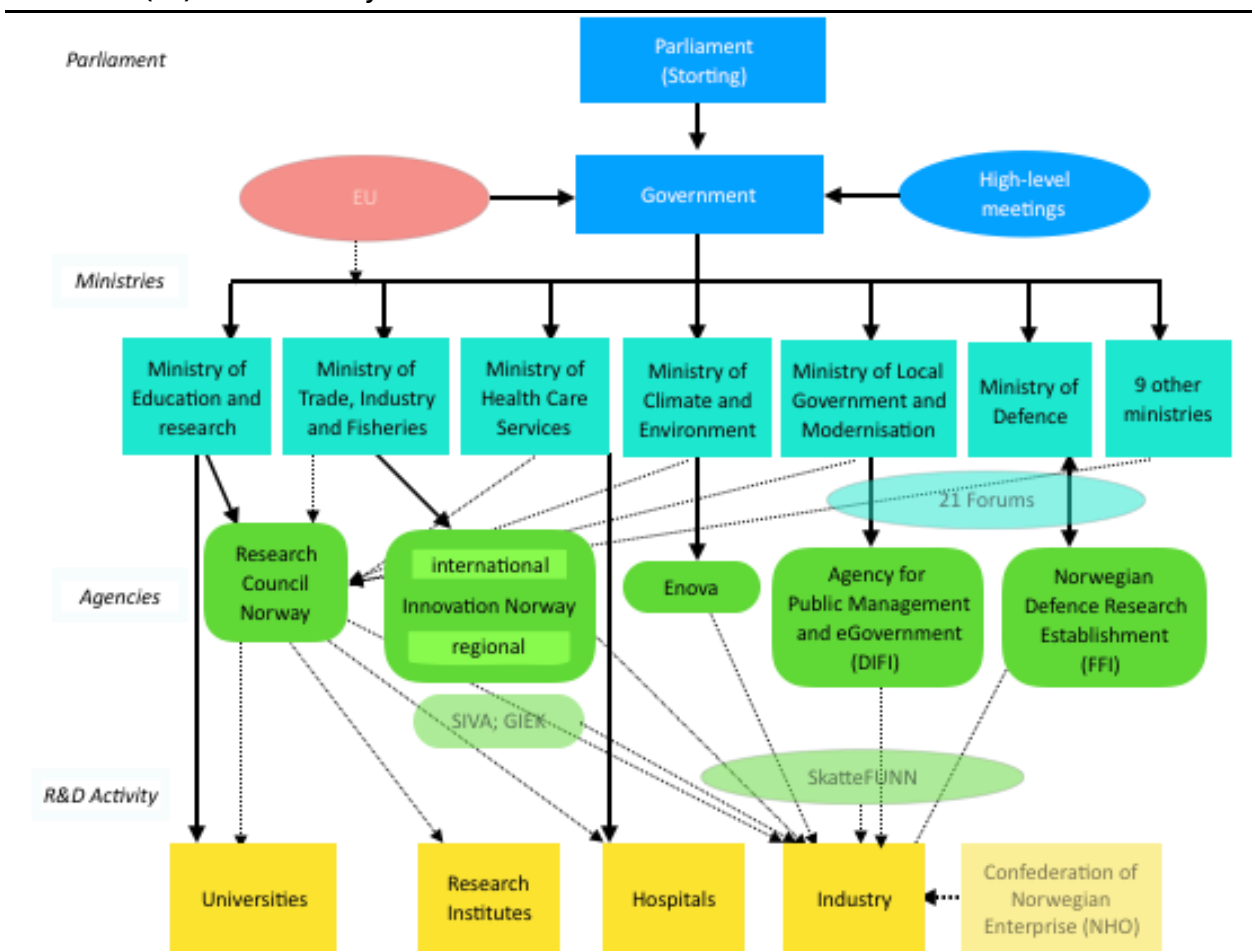 Parliament
Parliament
(Storting)
EU
Government
High-level
meetings
Ministries
Ministry of
Education and
research
Ministry of
Trade, Industry
and Fisheries
Ministry of
Health Care
Services
Ministry of
Climate and
Environment
Ministry of Local
Government and
Modernisation
Ministry of
Defence
9 other
ministries
21 Forums
Agencies
Research
Council
Norway
international
Innovation Norway
regional
Enova
Agency for
Public Management
and eGovernment
(DIFI)
Norwegian
Defence Research
Establishment
(FFI)
SIVA; GIEK
SkatteFUNN
R&D Activity
Universities
Research
Institutes
Hospitals
Industry
Confederation of
Norwegian
Enterprise (NHO)